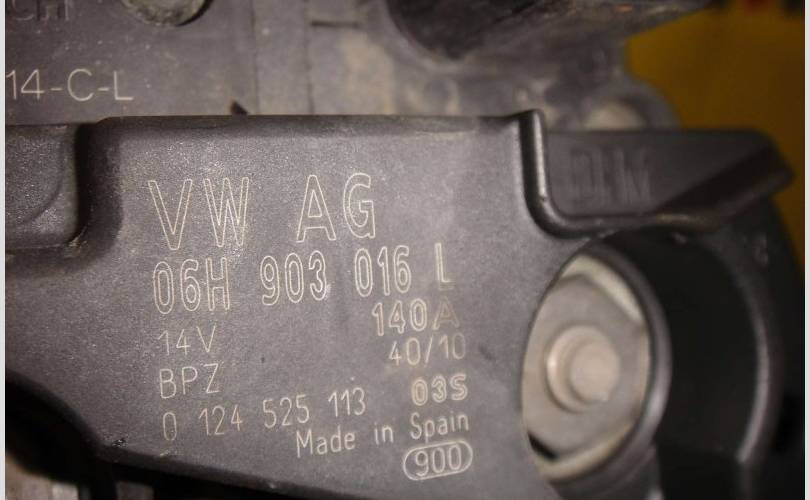 14-C-L
VW AG
06H 903 016 L
14V 140A
BPZ 40/10
0 124 525 113 03S
Made in Spain
900